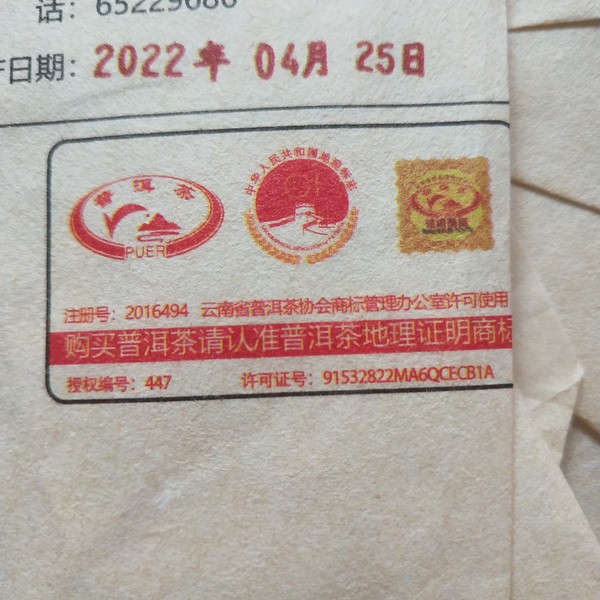 话：65229686
日期：2022年 04月 25日
普洱茶
PUER
中华人民共和国地理标志
GI
注册号：2016494 云南省普洱茶协会商标管理办公室许可使用
购买普洱茶请认准普洱茶地理证明商标
授权编号：447 许可证号：91532822MA6QCECB1A